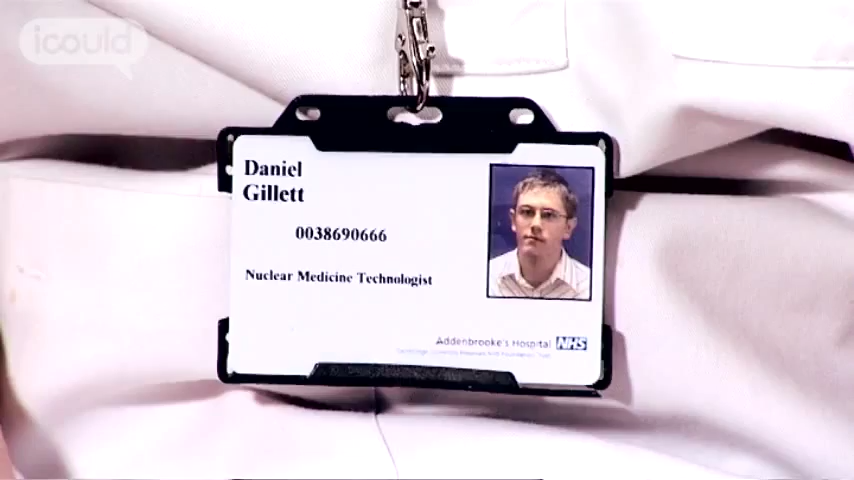 icould
Daniel
Gillett
0038690666
Nuclear Medicine Technologist
Addenbrooke's Hospital NHS